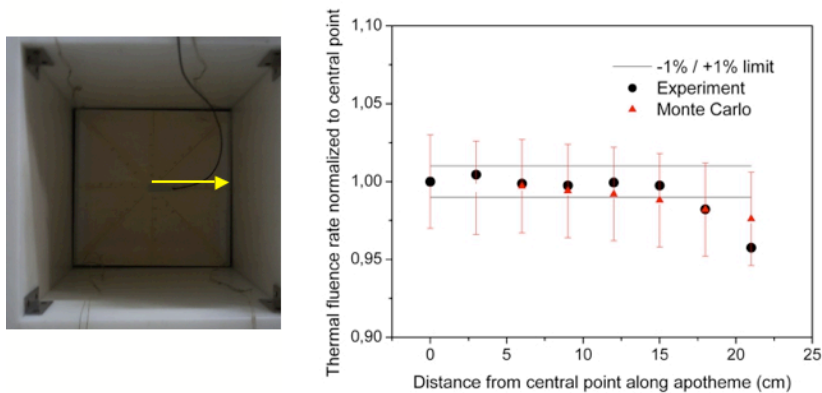 Thermal fluence rate normalized to central point
1,10
1,05
1,00
0,95
0,90
-1% / +1% limit
Experiment
Monte Carlo
0 5 10 15 20 25
Distance from central point along apotheme (cm)